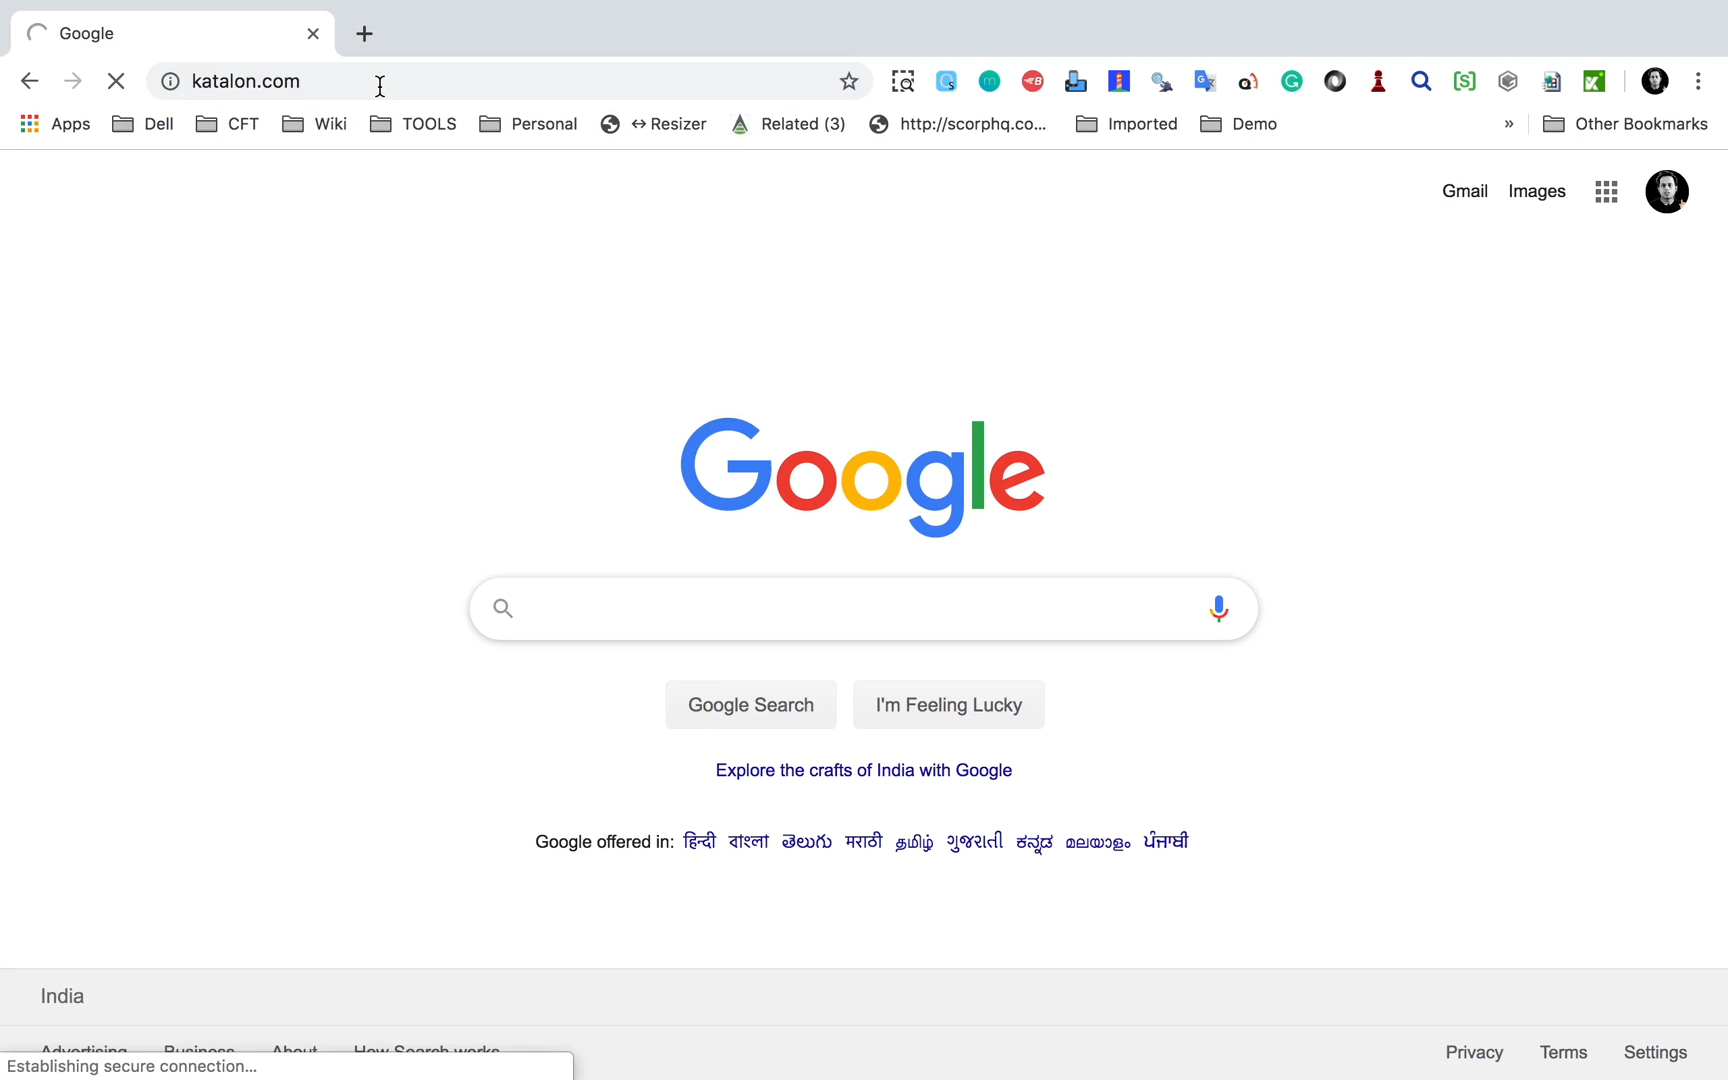 Google
katalon.com
Apps Dell CFT Wiki TOOLS Personal ↔ Resizer Related (3) http://scorphq.co... Imported Demo » Other Bookmarks
Gmail Images
Google
Google Search I'm Feeling Lucky
Explore the crafts of India with Google
Google offered in: हिन्दी বাংলা తెలుగు मराठी தமிழ் ગુજરાતી ಕನ್ನಡ മലയാളം ਪੰਜਾਬੀ
India
Advertising Business About How Search works Privacy Terms Settings
Establishing secure connection...